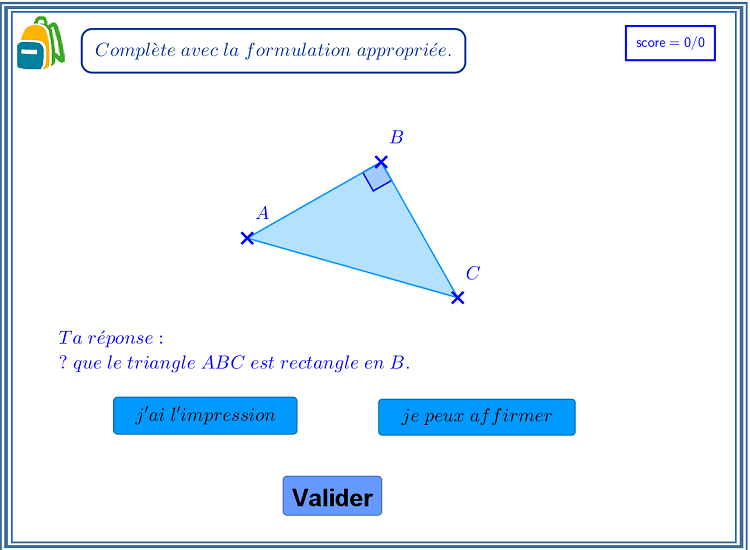 Complète avec la formulation appropriée.
score = 0/0
B
A
C
Ta réponse :
? que le triangle ABC est rectangle en B.
j'ai l'impression
je peux affirmer
Valider